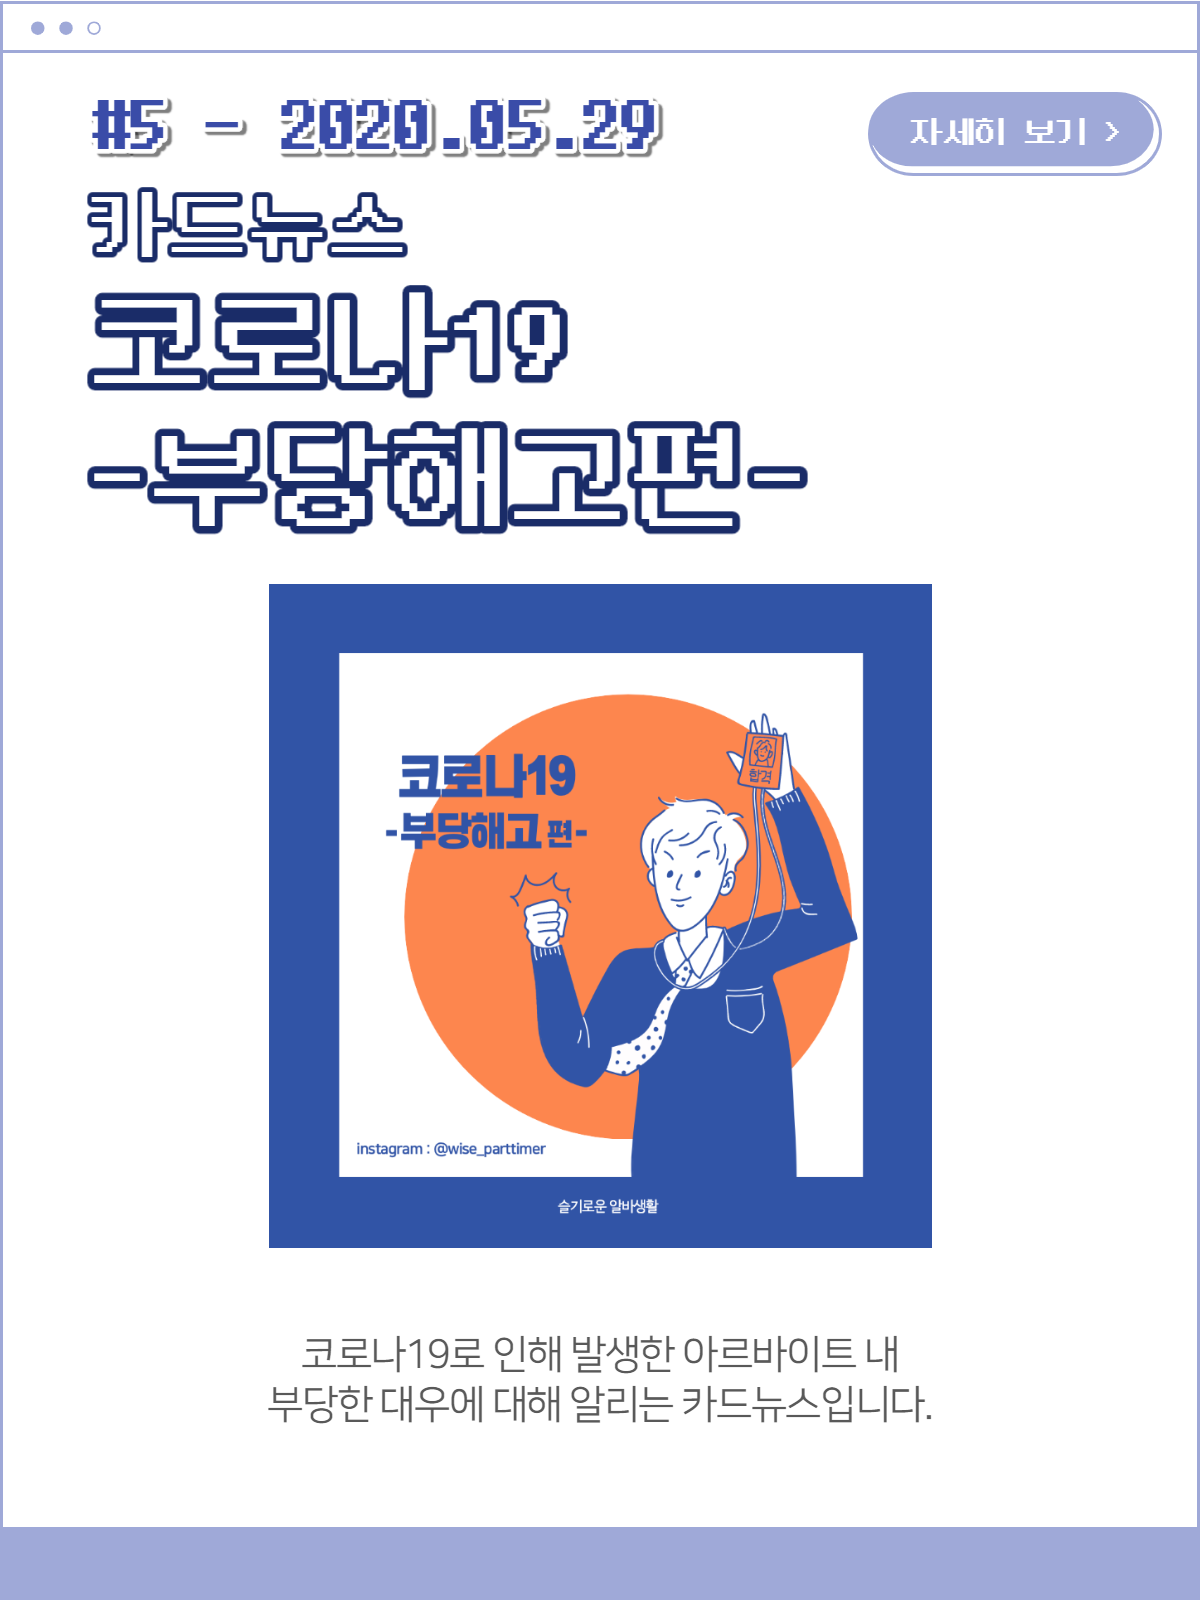 #5 - 2020.05.29
자세히 보기 >
카드뉴스
코로나19
-부당해고편-
합격
코로나19
-부당해고 편-
instagram : @wise_parttimer
슬기로운 알바생활
코로나19로 인해 발생한 아르바이트 내
부당한 대우에 대해 알리는 카드뉴스입니다.